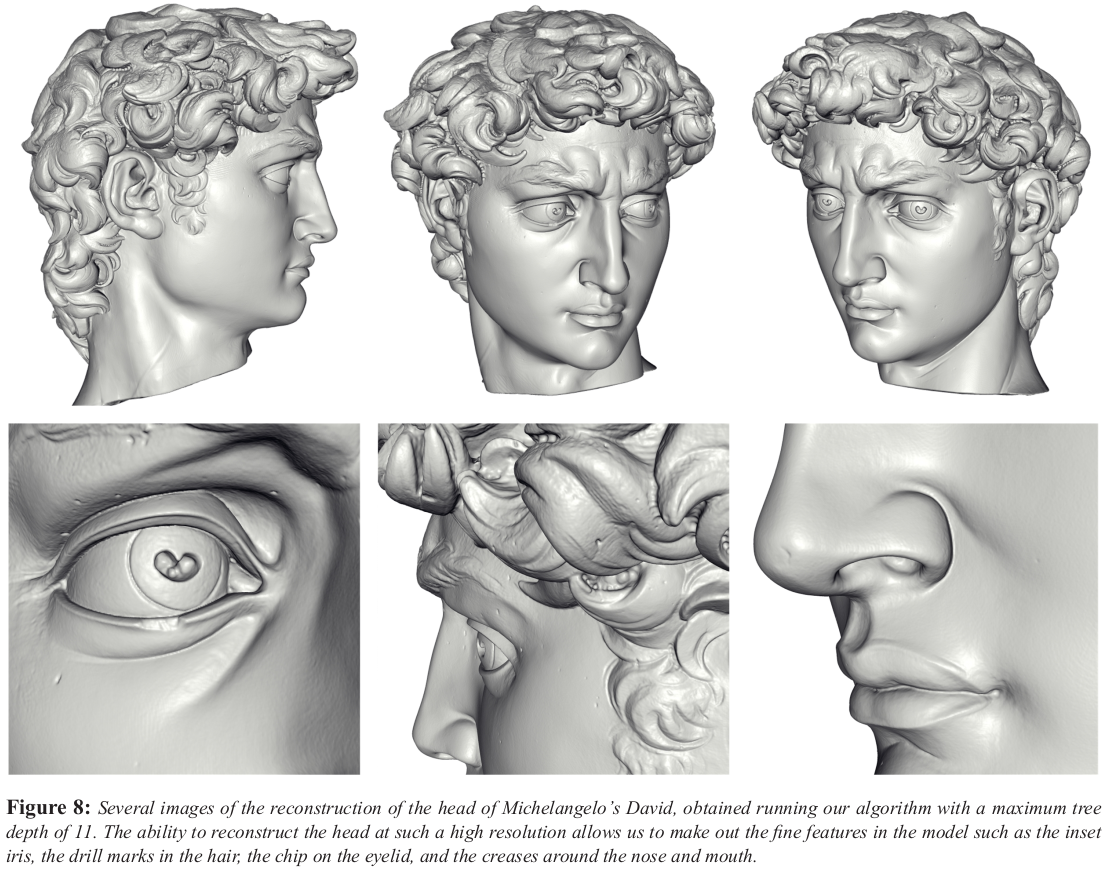 Figure 8: Several images of the reconstruction of the head of Michelangelo’s David, obtained running our algorithm with a maximum tree
depth of 11. The ability to reconstruct the head at such a high resolution allows us to make out the fine features in the model such as the inset
iris, the drill marks in the hair, the chip on the eyelid, and the creases around the nose and mouth.